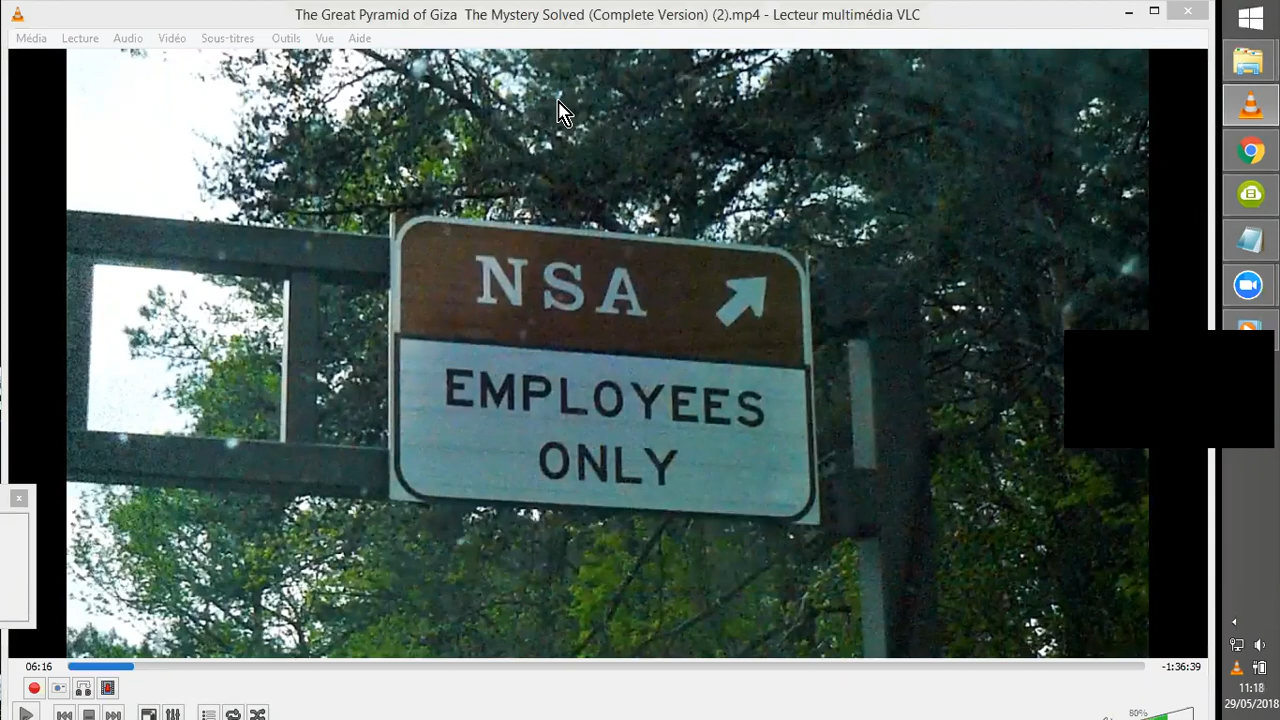 The Great Pyramid of Giza  The Mystery Solved (Complete Version) (2).mp4 - Lecteur multimédia VLC
Média Lecture Audio Vidéo Sous-titres Outils Vue Aide
NSA
EMPLOYEES
ONLY
06:16
-1:36:39
80%
11:18
29/05/2018